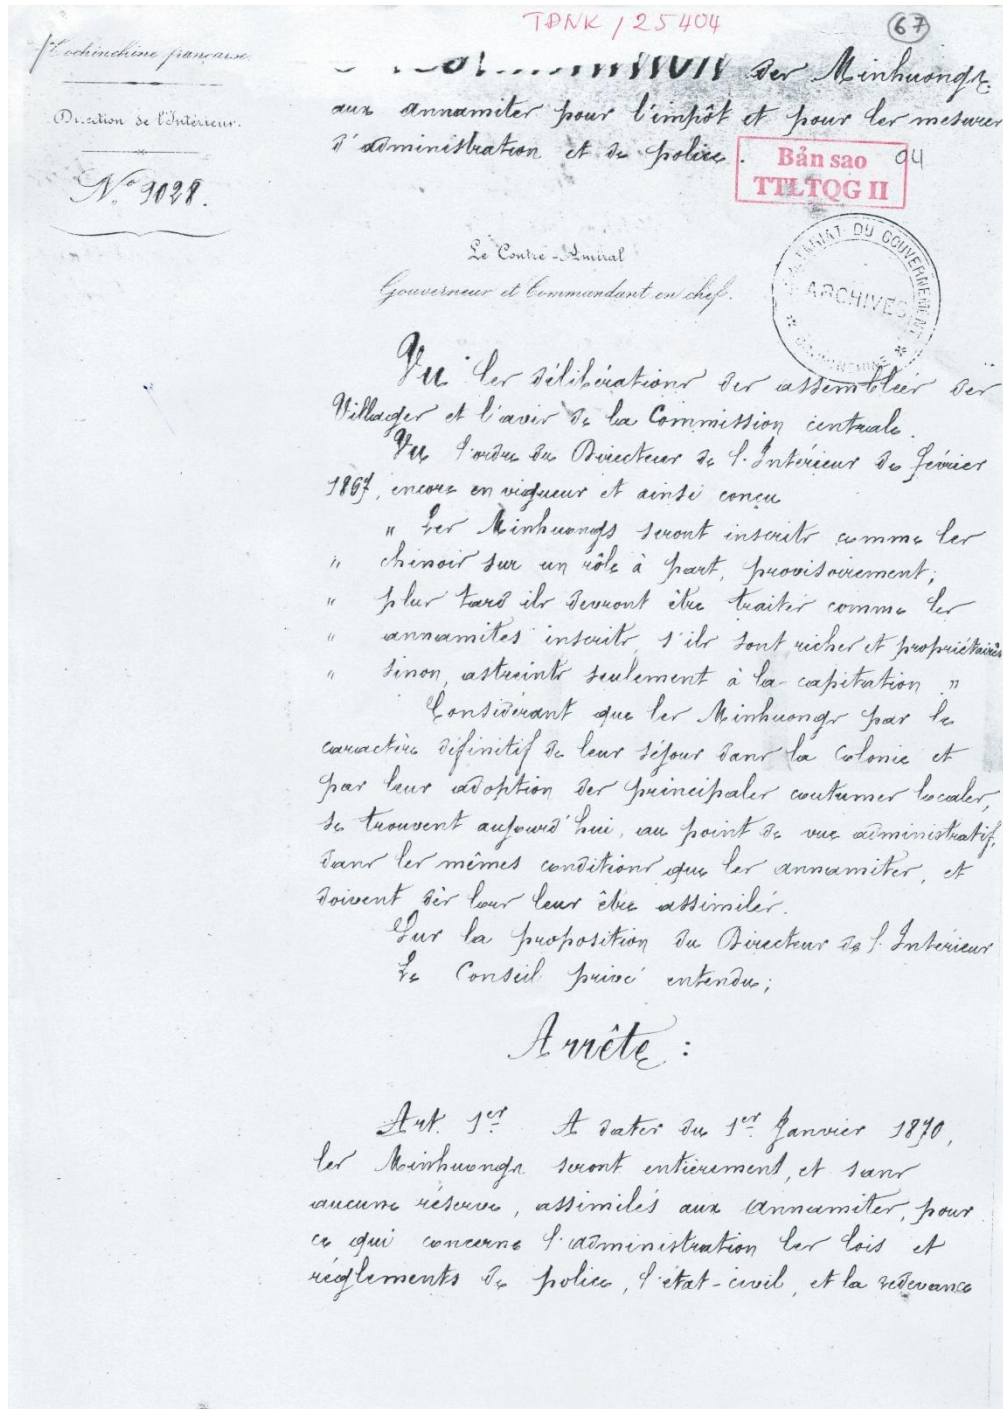 TĐNK / 25404
67
Cochinchine française
Direction de l'Intérieur.
N.º 9028.
des Minhuongs
aux annamites pour l'impôt et pour les mesures
d'administration et de police.
Bản sao
TTLTQG II
04
Le Contre-Amiral
Gouverneur et Commandant en chef.
SECRÉTARIAT DU GOUVERNEMENT
ARCHIVES
Vu les délibérations des assemblées des
Villages et l'avis de la Commission centrale.
Vu l'ordre du Directeur de l'Intérieur de février
1867, encore en vigueur et ainsi conçu
" Les Minhuongs seront inscrits comme les
" chinois sur un rôle à part, provisoirement;
" plus tard ils devront être traités comme les
" annamites inscrits, s'ils sont riches et propriétaires
" sinon, astreints seulement à la capitation "
Considérant que les Minhuongs par le
caractère définitif de leur séjour dans la Colonie et
par leur adoption des principales coutumes locales,
se trouvent aujourd'hui, au point de vue administratif,
dans les mêmes conditions que les annamites, et
doivent dès lors leur être assimilés.
Sur la proposition du Directeur de l'Intérieur
Le Conseil privé entendu;
Arrête :
Art. 1er. A dater du 1er. Janvier 1870,
les Minhuongs seront entièrement, et sans
aucune réserve, assimilés aux annamites, pour
ce qui concerne l'administration les lois et
réglements de police, l'état-civil, et la redevance